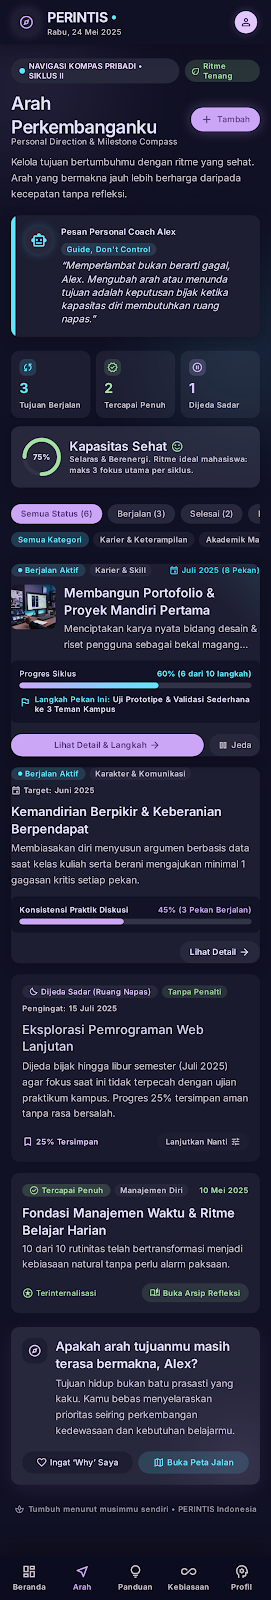 PERINTIS
Rabu, 24 Mei 2025
NAVIGASI KOMPAS PRIBADI •
SIKLUS II
Ritme
Tenang
Arah
Perkembanganku
Tambah
Personal Direction & Milestone Compass
Kelola tujuan bertumbuhmu dengan ritme yang sehat.
Arah yang bermakna jauh lebih berharga daripada
kecepatan tanpa refleksi.
Pesan Personal Coach Alex
Guide, Don't Control
"Memperlambat bukan berarti gagal,
Alex. Mengubah arah atau menunda
tujuan adalah keputusan bijak ketika
kapasitas diri membutuhkan ruang
napas."
3
Tujuan Berjalan
2
Tercapai Penuh
1
Dijeda Sadar
75%
Kapasitas Sehat
Selaras & Berenergi. Ritme ideal mahasiswa:
maks 3 fokus utama per siklus.
Semua Status (6)
Berjalan (3)
Selesai (2)
Semua Kategori
Karier & Keterampilan
Akademik Ma
Berjalan Aktif
Karier & Skill
Juli 2025 (8 Pekan)
Membangun Portofolio &
Proyek Mandiri Pertama
Menciptakan karya nyata bidang desain &
riset pengguna sebagai bekal magang...
Progres Siklus
60% (6 dari 10 langkah)
Langkah Pekan Ini: Uji Prototipe & Validasi Sederhana
ke 3 Teman Kampus
Lihat Detail & Langkah →
Jeda
Berjalan Aktif
Karakter & Komunikasi
Target: Juni 2025
Kemandirian Berpikir & Keberanian
Berpendapat
Membiasakan diri menyusun argumen berbasis data
saat kelas kuliah serta berani mengajukan minimal 1
gagasan kritis setiap pekan.
Konsistensi Praktik Diskusi
45% (3 Pekan Berjalan)
Lihat Detail →
Dijeda Sadar (Ruang Napas)
Tanpa Penalti
Pengingat: 15 Juli 2025
Eksplorasi Pemrograman Web
Lanjutan
Dijeda bijak hingga libur semester (Juli 2025)
agar fokus saat ini tidak terpecah dengan ujian
praktikum kampus. Progres 25% tersimpan aman
tanpa rasa bersalah.
25% Tersimpan
Lanjutkan Nanti
Tercapai Penuh
Manajemen Diri
10 Mei 2025
Fondasi Manajemen Waktu & Ritme
Belajar Harian
10 dari 10 rutinitas telah bertransformasi menjadi
kebiasaan natural tanpa perlu alarm paksaan.
Terinternalisasi
Buka Arsip Refleksi
Apakah arah tujuanmu masih
terasa bermakna, Alex?
Tujuan hidup bukan batu prasasti yang
kaku. Kamu bebas menyelaraskan
prioritas seiring perkembangan
kedewasaan dan kebutuhan belajarmu.
Ingat 'Why' Saya
Buka Peta Jalan
Tumbuh menurut musimmu sendiri • PERINTIS Indonesia
Beranda
Arah
Panduan
Kebiasaan
Profil